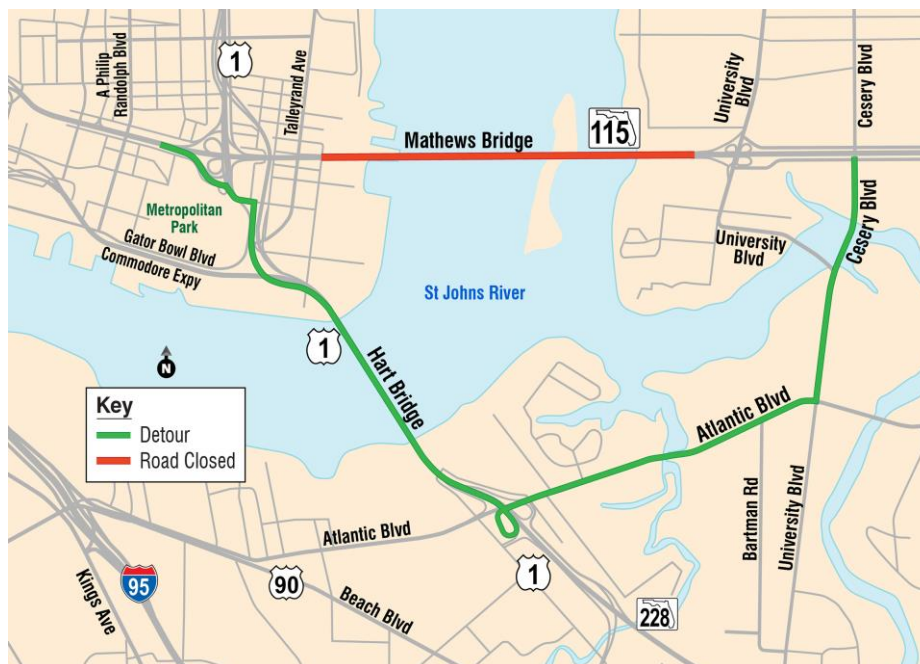 A Philip
Randolph Blvd
1
Talleyrand Ave
University
Blvd
Cesery Blvd
115
Mathews Bridge
Metropolitan
Park
Gator Bowl Blvd
Commodore Expy
University
Blvd
Cesery Blvd
St Johns River
1
N
Hart Bridge
Key
Detour
Road Closed
Atlantic Blvd
Bartman Rd
University Blvd
Atlantic Blvd
Kings Ave
95
90
Beach Blvd
1
228